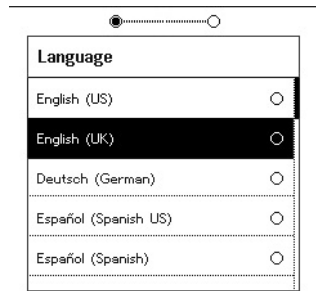 Language
English (US)
English (UK)
Deutsch (German)
Español (Spanish US)
Español (Spanish)